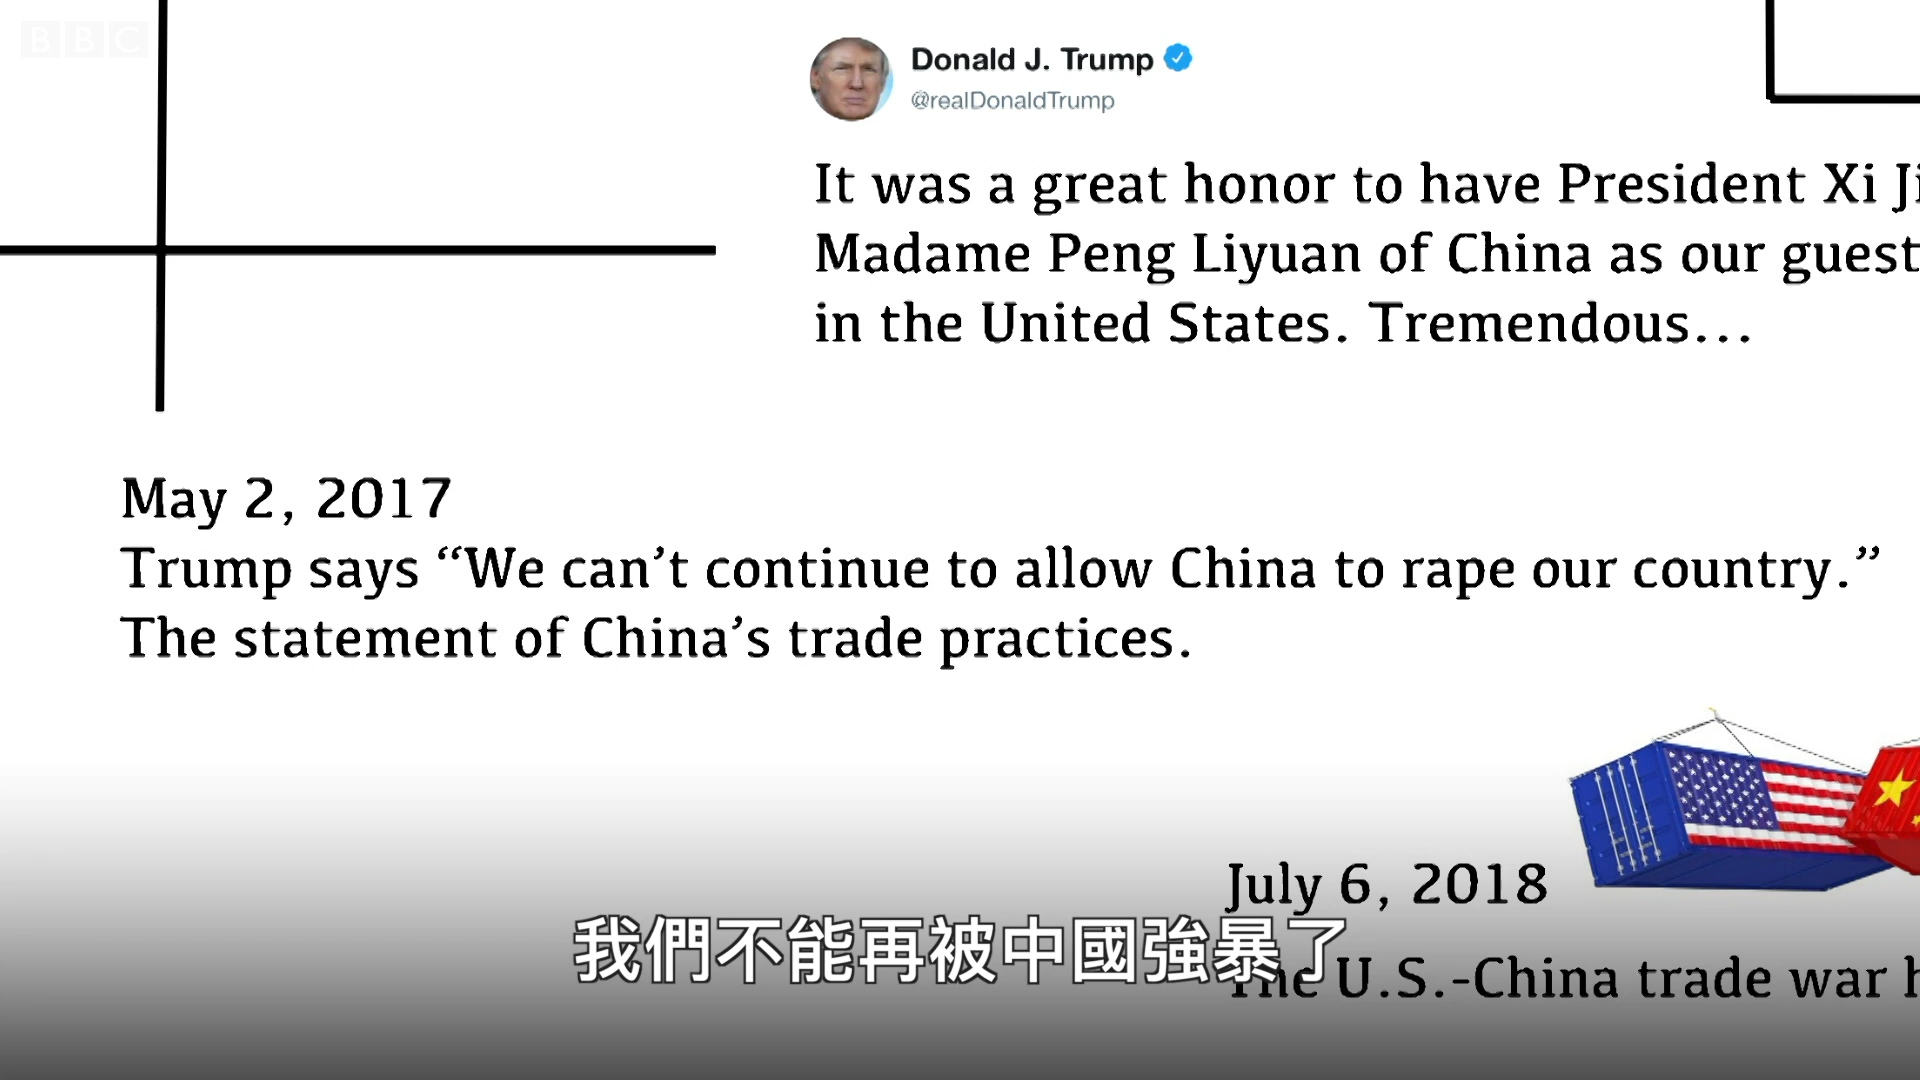 BBC
Donald J. Trump
@realDonaldTrump
It was a great honor to have President Xi
Madame Peng Liyuan of China as our guest
in the United States. Tremendous...
May 2, 2017
Trump says “We can’t continue to allow China to rape our country.”
The statement of China’s trade practices.
July 6, 2018
The U.S.-China trade war
我們不能再被中國強暴了